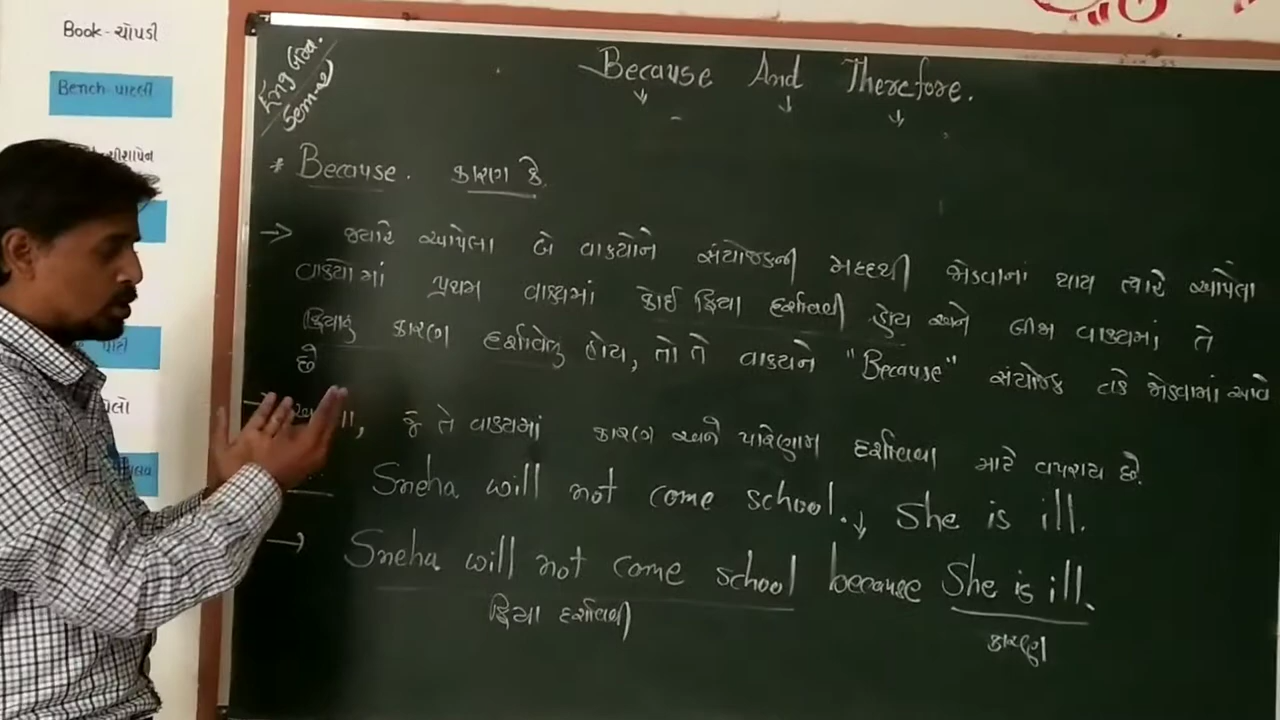 Book - ચોપડી
Bench - પાટલી
Eng Gra.
Sem-2
Because And Therefore.
* Because. કારણ કે.
→ જ્યારે આપેલા બે વાક્યોને સંયોજકની મદદથી જોડવાનાં થાય ત્યારે આપેલા
વાક્યોમાં પ્રથમ વાક્યમાં કોઈ ક્રિયા દર્શાવેલી હોય અને બીજા વાક્યમાં તે
ક્રિયાનું કારણ દર્શાવેલુ હોય, તો તે વાક્યને "Because" સંયોજક વડે જોડવામાં આવે
છે
, જે તે વાક્યમાં કારણ અને પરિણામ દર્શાવવા માટે વપરાય છે.
Sneha will not come school. She is ill.
→ Sneha will not come school because She is ill.
ક્રિયા દર્શાવેલી કારણ